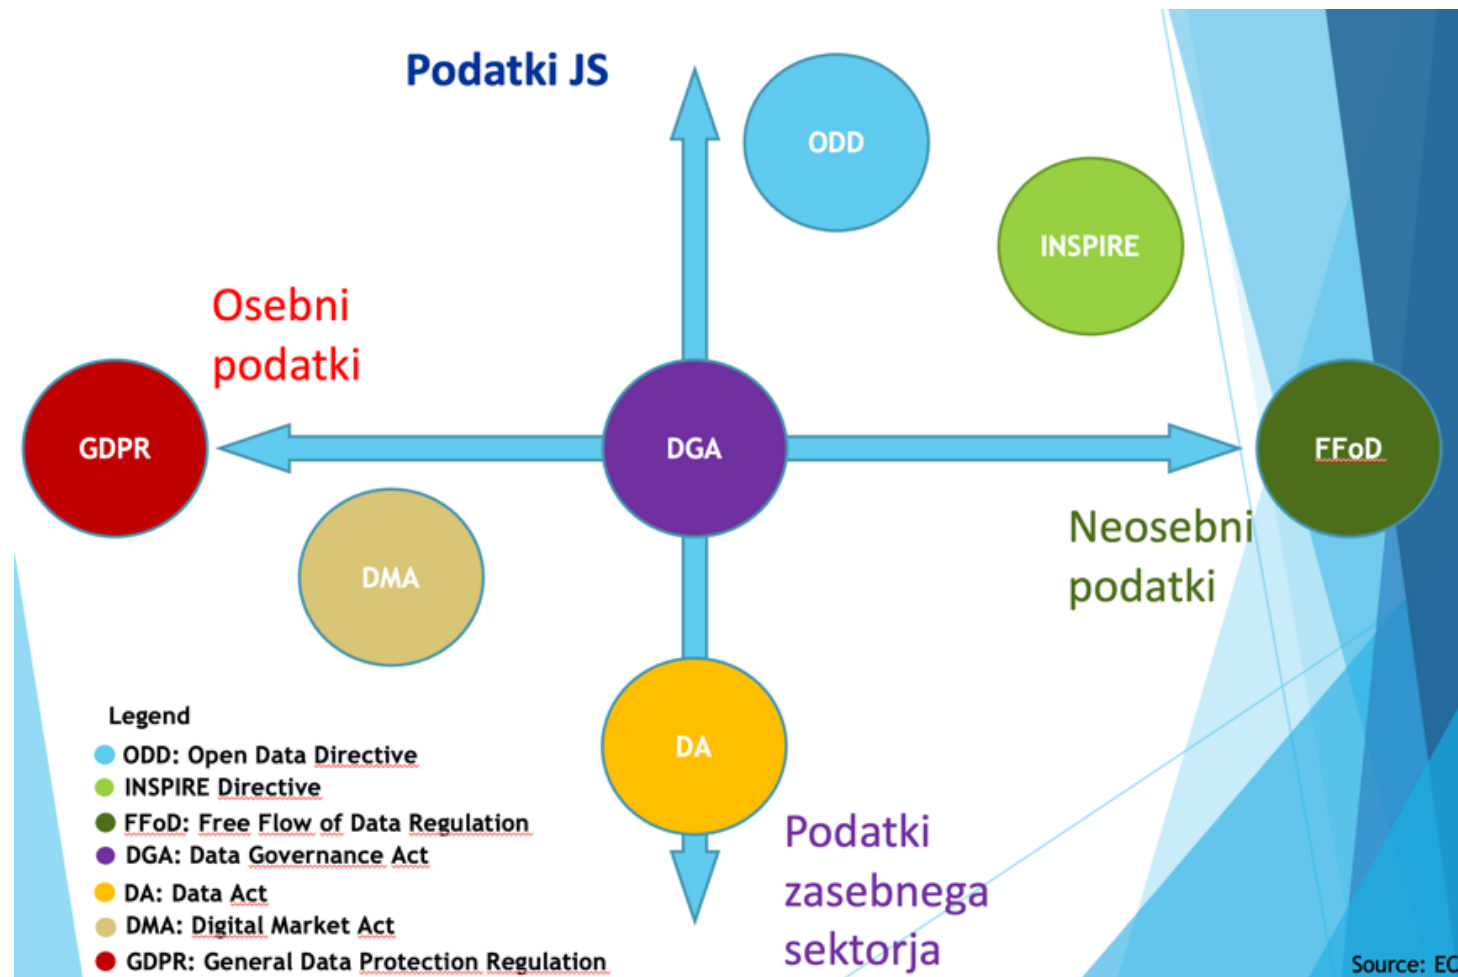 Podatki JS
ODD
INSPIRE
Osebni
podatki
GDPR
DGA
FFoD
DMA
Neosebni
podatki
DA
Podatki
zasebnega
sektorja
Legend
ODD: Open Data Directive
INSPIRE Directive
FFoD: Free Flow of Data Regulation
DGA: Data Governance Act
DA: Data Act
DMA: Digital Market Act
GDPR: General Data Protection Regulation
Source: EC